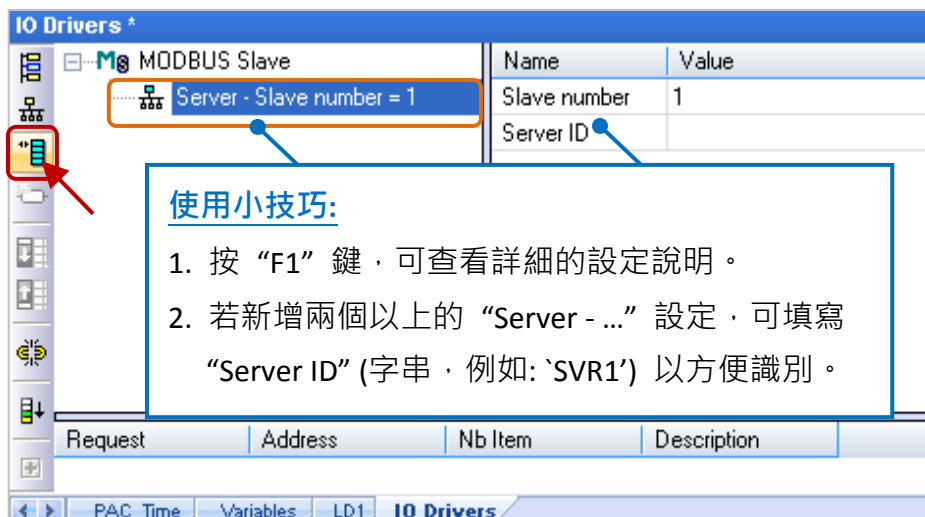 IO Drivers *
MODBUS Slave
Server - Slave number = 1
Name Value
Slave number 1
Server ID
使用小技巧:
1. 按 “F1” 鍵，可查看詳細的設定說明。
2. 若新增兩個以上的 “Server - …” 設定，可填寫
“Server ID” (字串，例如: `SVR1') 以方便識別。
Request Address Nb Item Description
PAC_Time Variables LD1 IO Drivers